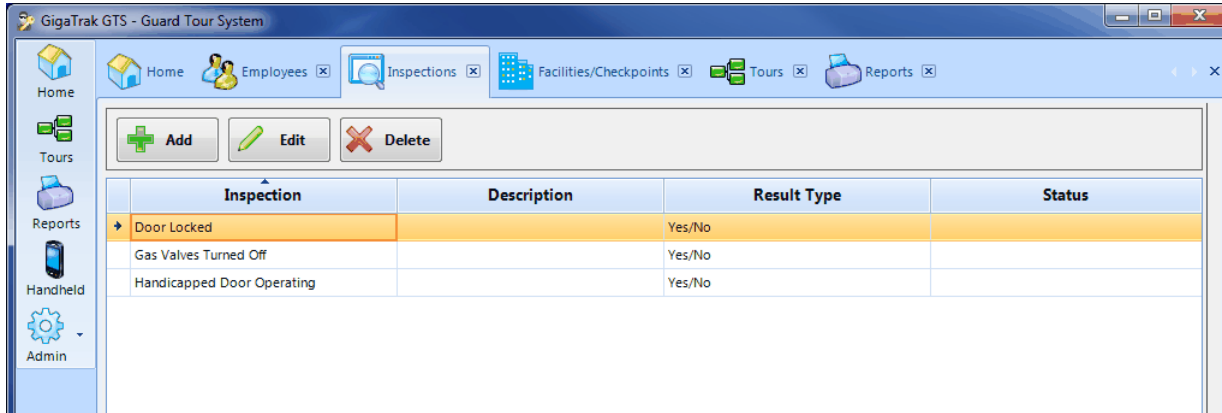 GigaTrak GTS - Guard Tour System
Home
Tours
Reports
Handheld
Admin
Home Employees Inspections Facilities/Checkpoints Tours Reports
Add Edit Delete
Inspection Description Result Type Status
Door Locked Yes/No
Gas Valves Turned Off Yes/No
Handicapped Door Operating Yes/No